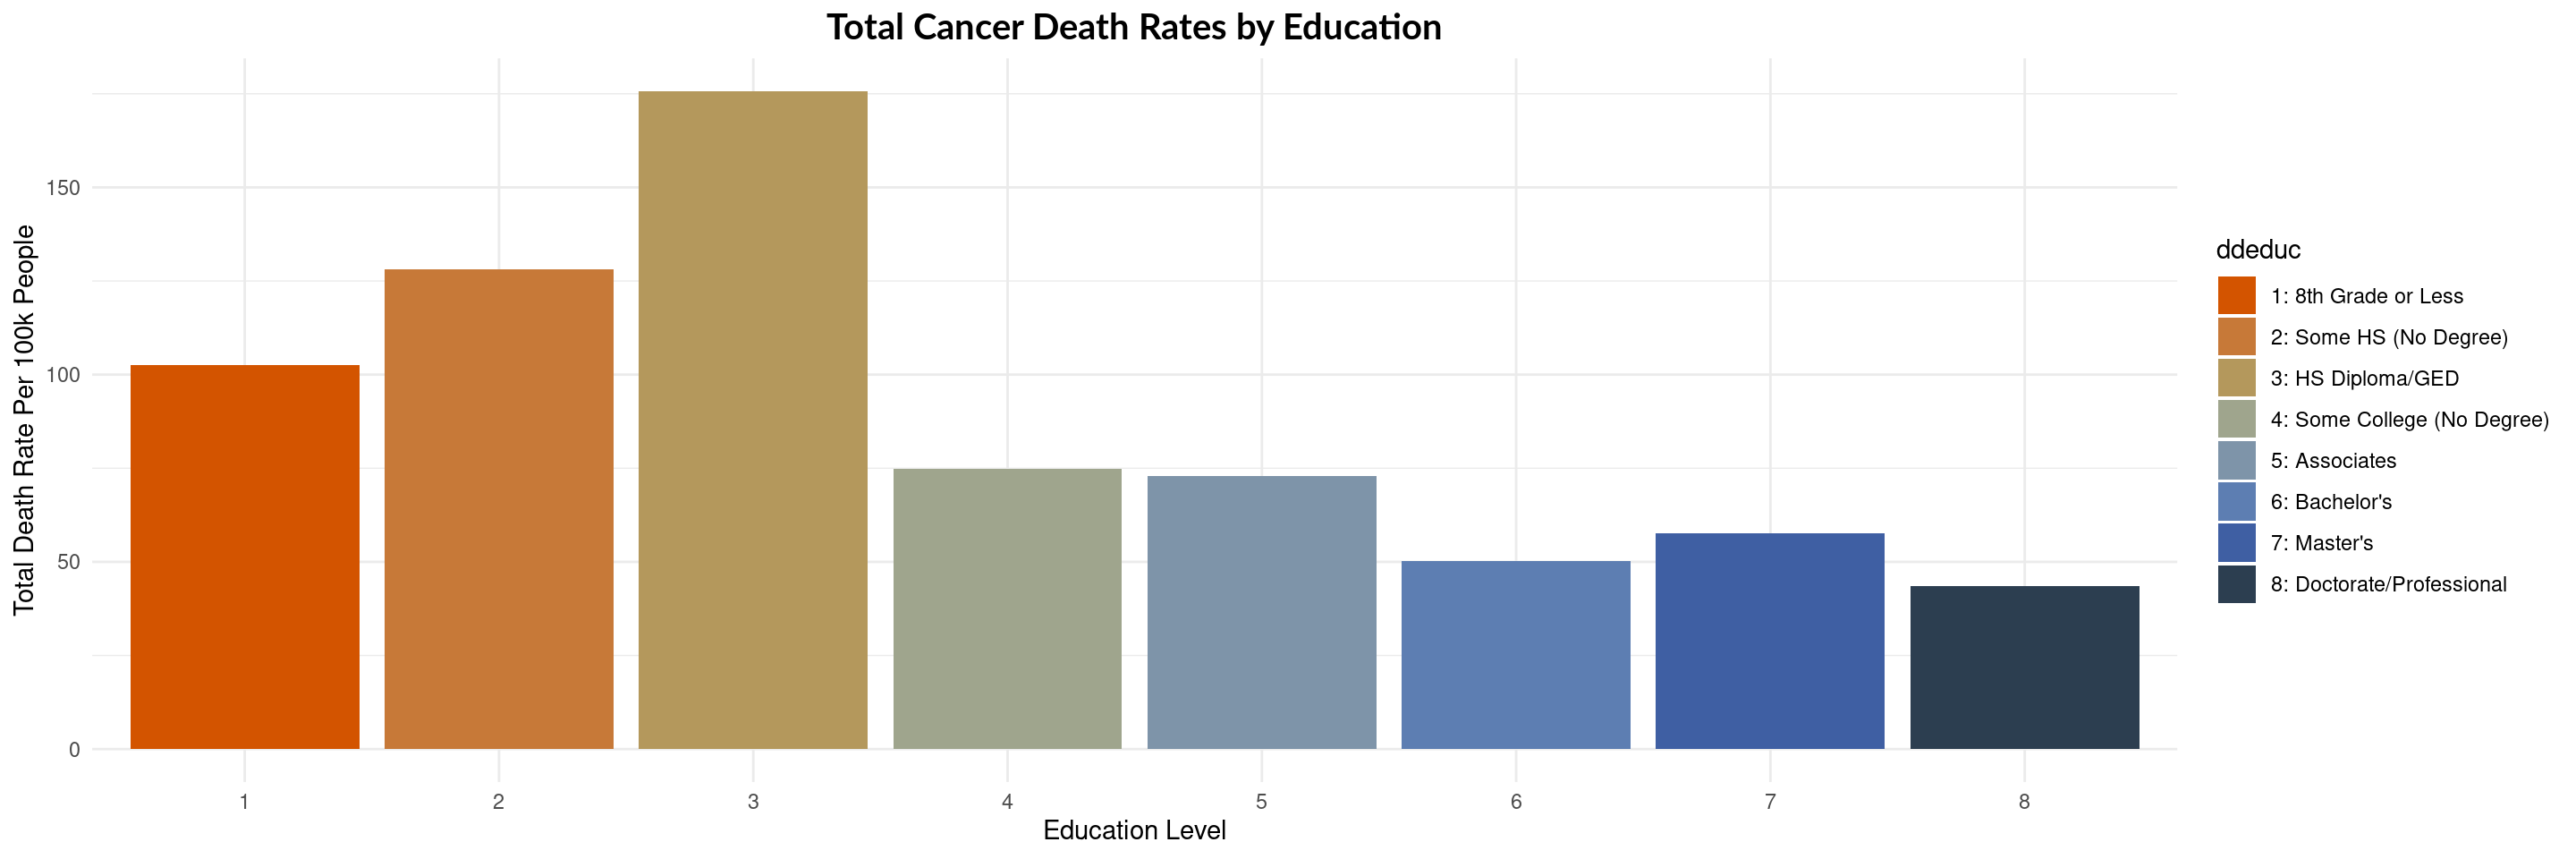 Total Cancer Death Rates by Education
Total Death Rate Per 100k People
150
100
50
0
1
2
3
4
5
6
7
8
Education Level
ddeduc
1: 8th Grade or Less
2: Some HS (No Degree)
3: HS Diploma/GED
4: Some College (No Degree)
5: Associates
6: Bachelor's
7: Master's
8: Doctorate/Professional